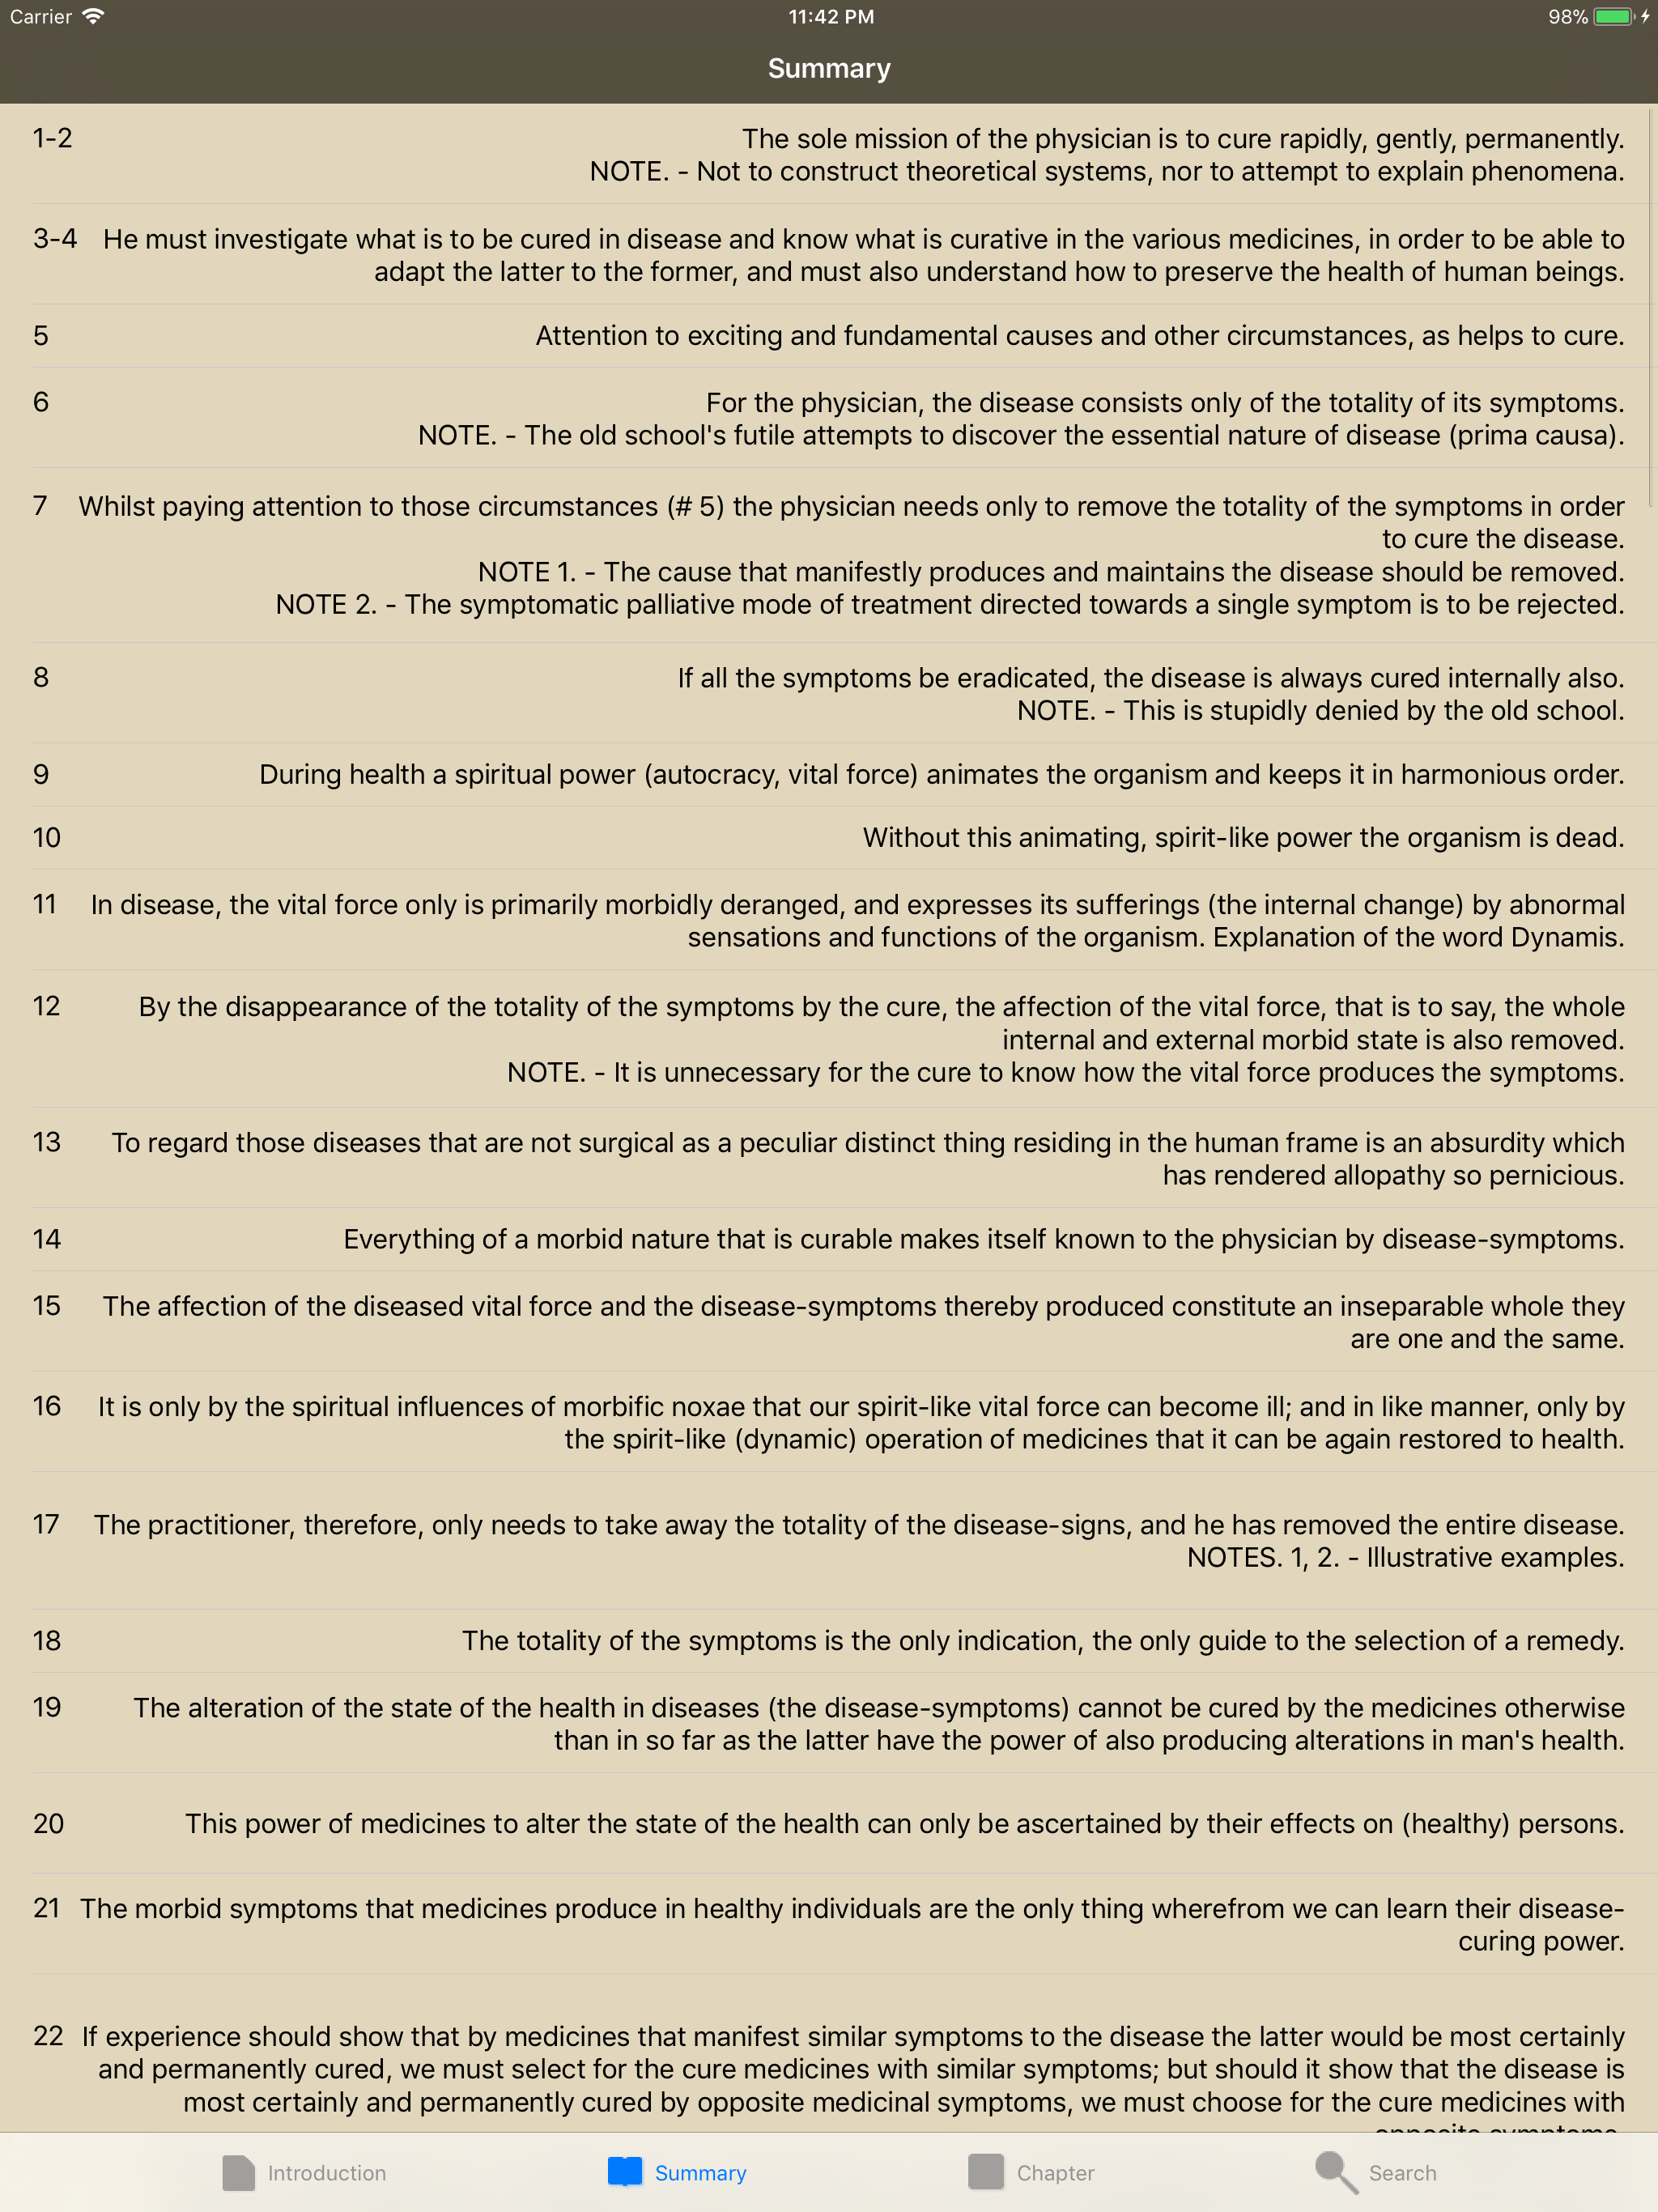 Carrier 11:42 PM 98%
Summary
1-2 The sole mission of the physician is to cure rapidly, gently, permanently.
NOTE. - Not to construct theoretical systems, nor to attempt to explain phenomena.
3-4 He must investigate what is to be cured in disease and know what is curative in the various medicines, in order to be able to
adapt the latter to the former, and must also understand how to preserve the health of human beings.
5 Attention to exciting and fundamental causes and other circumstances, as helps to cure.
6 For the physician, the disease consists only of the totality of its symptoms.
NOTE. - The old school's futile attempts to discover the essential nature of disease (prima causa).
7 Whilst paying attention to those circumstances (# 5) the physician needs only to remove the totality of the symptoms in order
to cure the disease.
NOTE 1. - The cause that manifestly produces and maintains the disease should be removed.
NOTE 2. - The symptomatic palliative mode of treatment directed towards a single symptom is to be rejected.
8 If all the symptoms be eradicated, the disease is always cured internally also.
NOTE. - This is stupidly denied by the old school.
9 During health a spiritual power (autocracy, vital force) animates the organism and keeps it in harmonious order.
10 Without this animating, spirit-like power the organism is dead.
11 In disease, the vital force only is primarily morbidly deranged, and expresses its sufferings (the internal change) by abnormal
sensations and functions of the organism. Explanation of the word Dynamis.
12 By the disappearance of the totality of the symptoms by the cure, the affection of the vital force, that is to say, the whole
internal and external morbid state is also removed.
NOTE. - It is unnecessary for the cure to know how the vital force produces the symptoms.
13 To regard those diseases that are not surgical as a peculiar distinct thing residing in the human frame is an absurdity which
has rendered allopathy so pernicious.
14 Everything of a morbid nature that is curable makes itself known to the physician by disease-symptoms.
15 The affection of the diseased vital force and the disease-symptoms thereby produced constitute an inseparable whole they
are one and the same.
16 It is only by the spiritual influences of morbific noxae that our spirit-like vital force can become ill; and in like manner, only by
the spirit-like (dynamic) operation of medicines that it can be again restored to health.
17 The practitioner, therefore, only needs to take away the totality of the disease-signs, and he has removed the entire disease.
NOTES. 1, 2. - Illustrative examples.
18 The totality of the symptoms is the only indication, the only guide to the selection of a remedy.
19 The alteration of the state of the health in diseases (the disease-symptoms) cannot be cured by the medicines otherwise
than in so far as the latter have the power of also producing alterations in man's health.
20 This power of medicines to alter the state of the health can only be ascertained by their effects on (healthy) persons.
21 The morbid symptoms that medicines produce in healthy individuals are the only thing wherefrom we can learn their disease-
curing power.
22 If experience should show that by medicines that manifest similar symptoms to the disease the latter would be most certainly
and permanently cured, we must select for the cure medicines with similar symptoms; but should it show that the disease is
most certainly and permanently cured by opposite medicinal symptoms, we must choose for the cure medicines with
opposite symptoms.
Introduction Summary Chapter Search